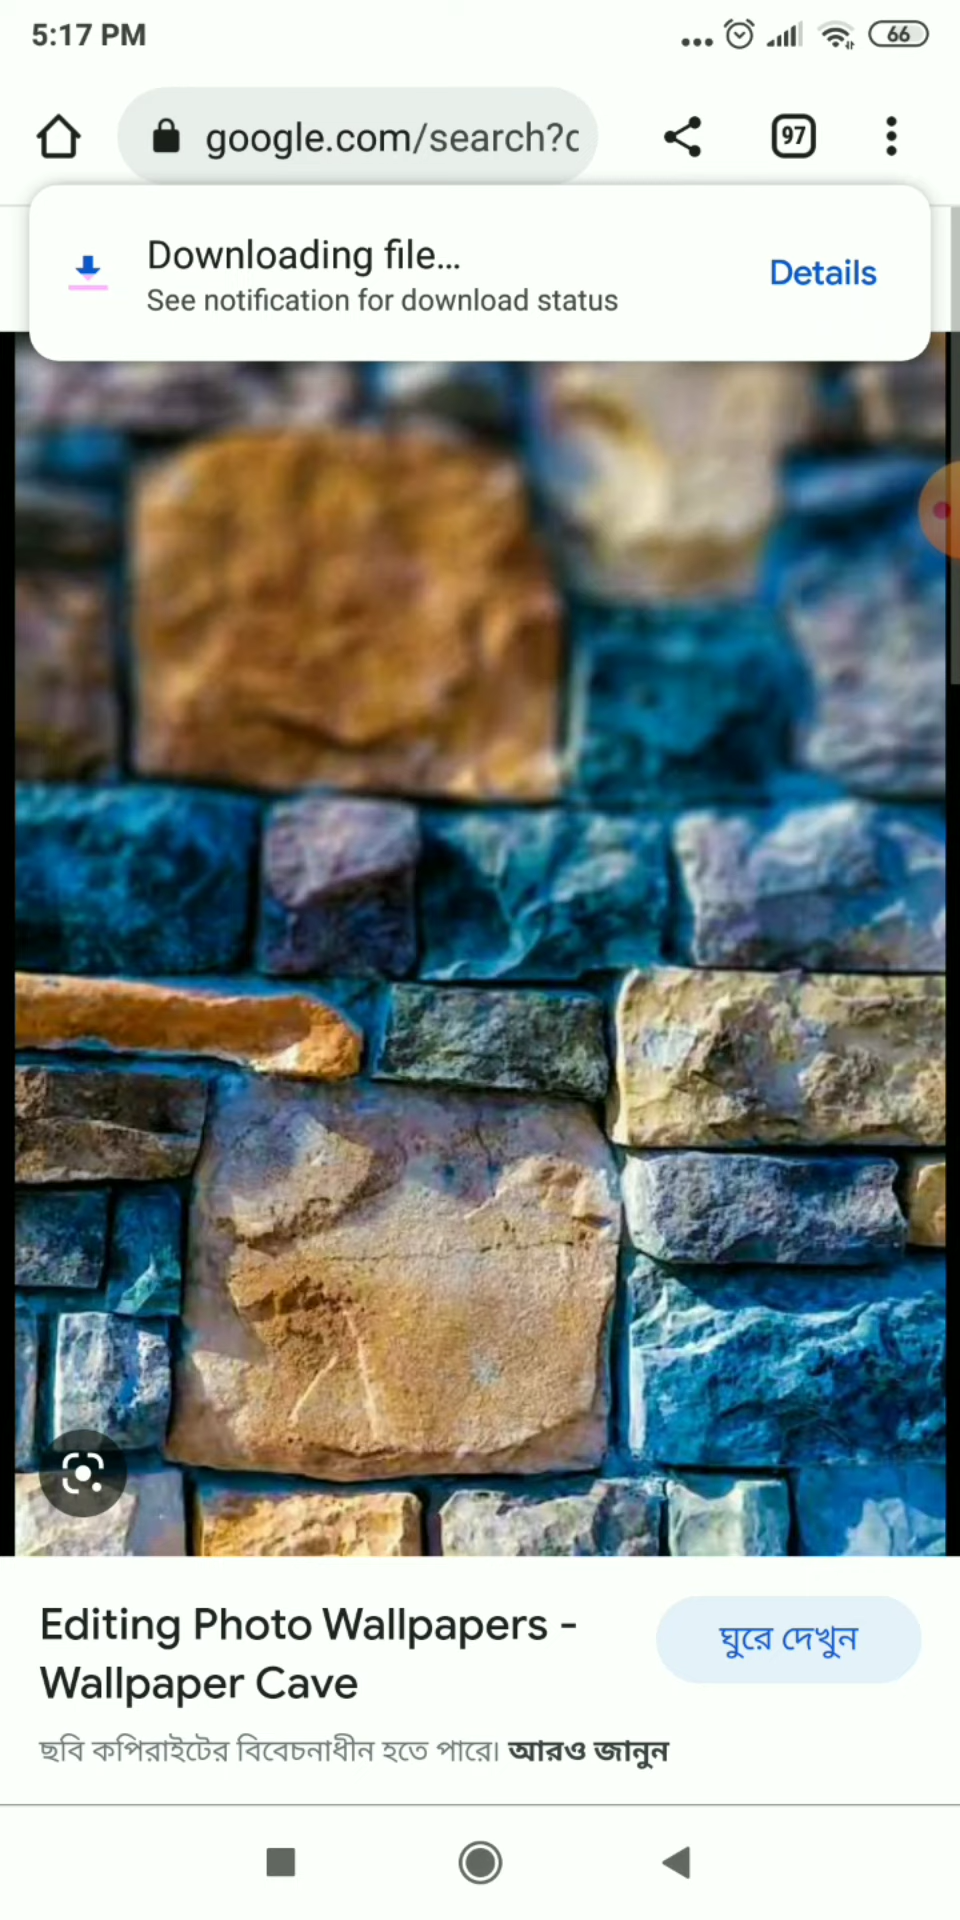 5:17 PM
66
google.com/search?c
97
Downloading file...
See notification for download status
Details
Editing Photo Wallpapers -
Wallpaper Cave
ঘুরে দেখুন
ছবি কপিরাইটের বিবেচনাধীন হতে পারে। আরও জানুন